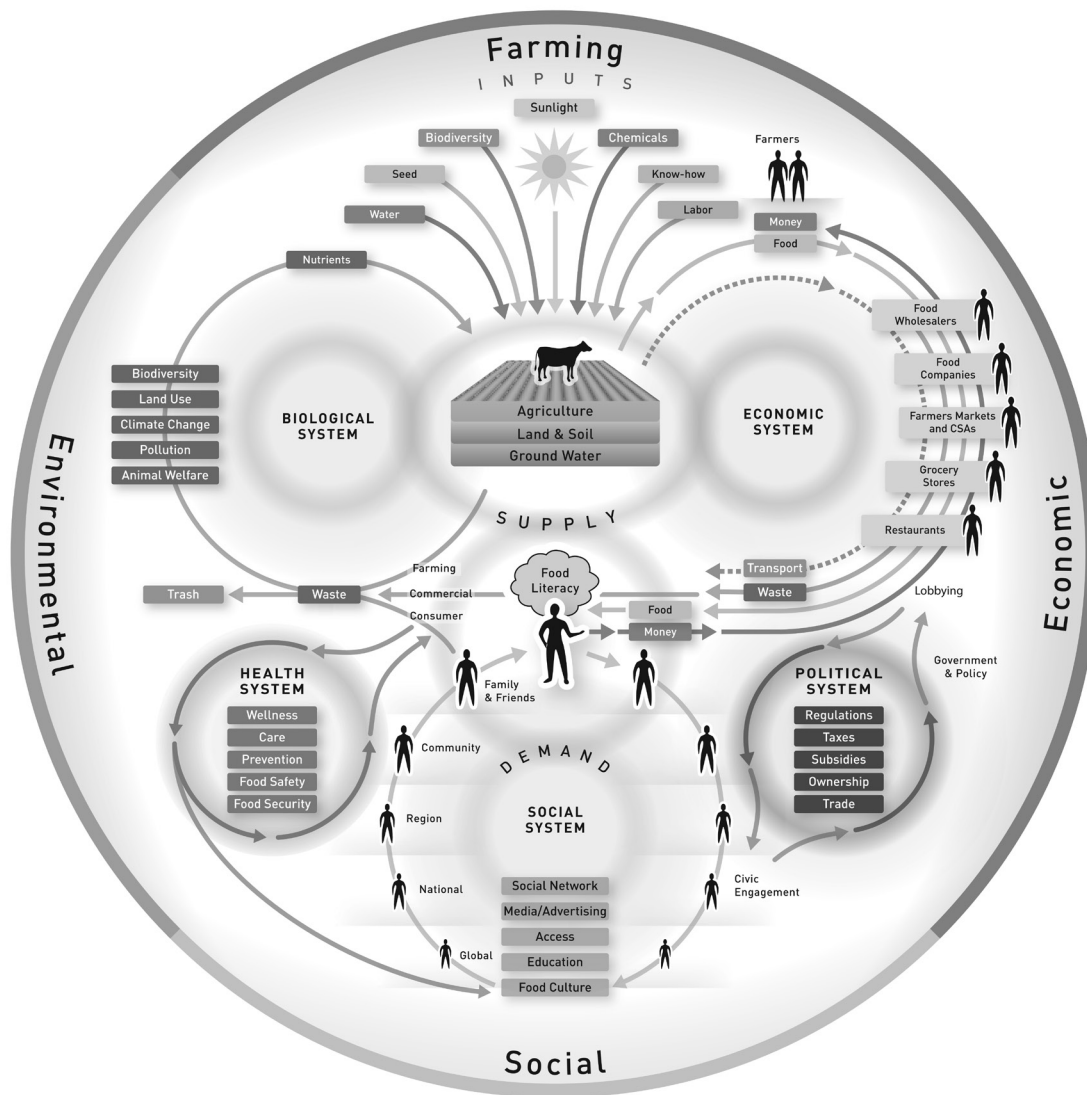 Farming
INPUTS
Sunlight
Biodiversity
Chemicals
Farmers
Seed
Know-how
Water
Labor
Money
Food
Nutrients
Food
Wholesalers
Food
Companies
Farmers Markets
and CSAs
Grocery
Stores
Restaurants
Biodiversity
Land Use
Climate Change
Pollution
Animal Welfare
BIOLOGICAL
SYSTEM
Agriculture
Land & Soil
Ground Water
ECONOMIC
SYSTEM
SUPPLY
Environmental
Economic
Farming
Commercial
Consumer
Trash
Waste
Food
Literacy
Transport
Waste
Food
Money
Lobbying
Government
& Policy
HEALTH
SYSTEM
Wellness
Care
Prevention
Food Safety
Food Security
Family
& Friends
Community
Region
National
Global
DEMAND
SOCIAL
SYSTEM
Social Network
Media/Advertising
Access
Education
Food Culture
POLITICAL
SYSTEM
Regulations
Taxes
Subsidies
Ownership
Trade
Civic
Engagement
Social